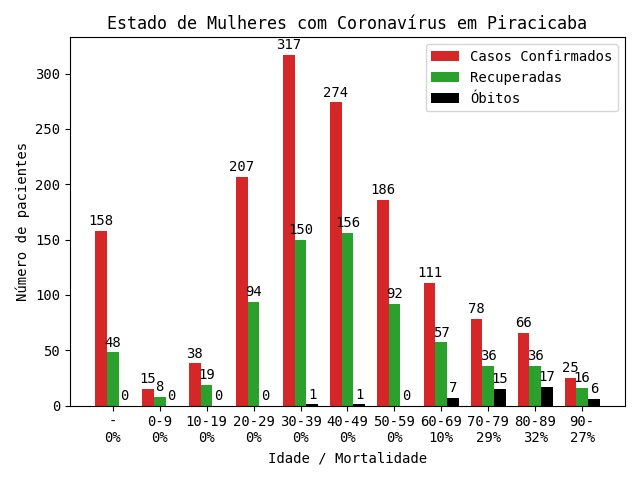 Estado de Mulheres com Coronavírus em Piracicaba
Casos Confirmados
Recuperadas
Óbitos
Número de pacientes
300
250
200
150
100
50
0
158 48 0
15 8 0
38 19 0
207 94 0
317 150 1
274 156 1
186 92 0
111 57 7
78 36 15
66 36 17
25 16 6
- 0-9 10-19 20-29 30-39 40-49 50-59 60-69 70-79 80-89 90-
0% 0% 0% 0% 0% 0% 0% 10% 29% 32% 27%
Idade / Mortalidade